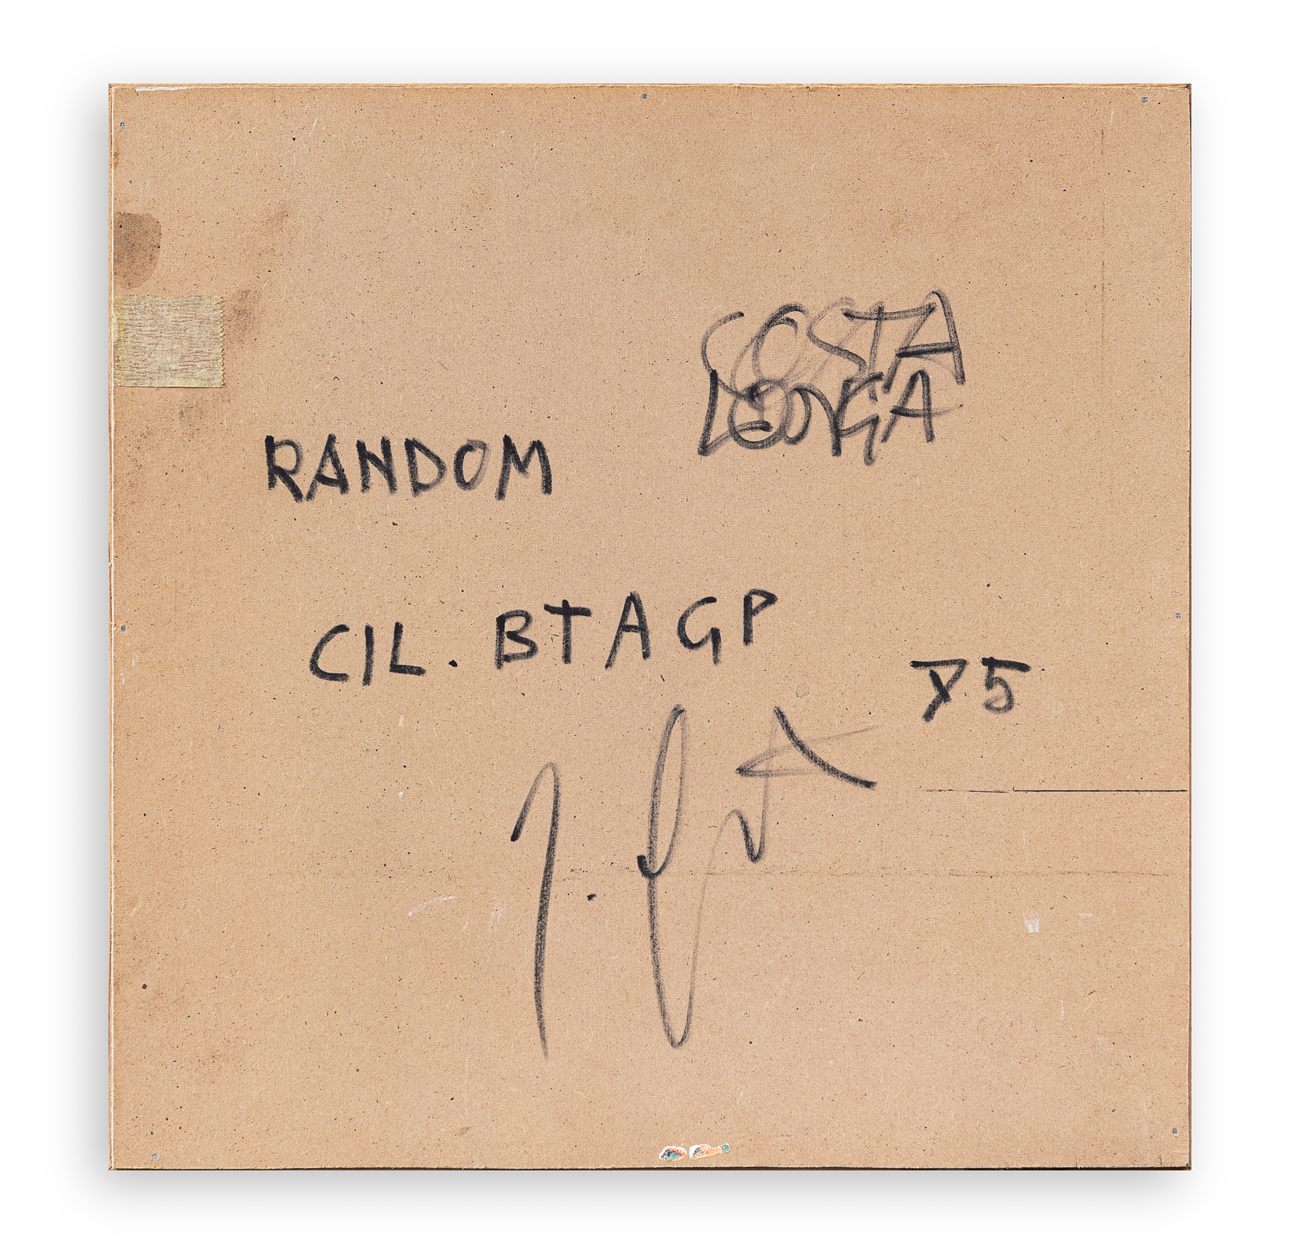 COSTA
LONGA
RANDOM
CIL. BTAGP
75